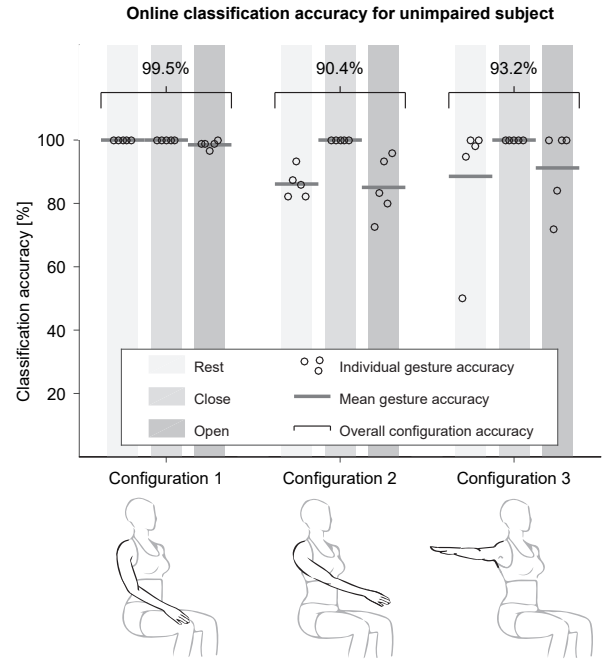 Online classification accuracy for unimpaired subject
99.5%
90.4%
93.2%
Classification accuracy [%]
100
80
60
40
20
Rest
Close
Open
Individual gesture accuracy
Mean gesture accuracy
Overall configuration accuracy
Configuration 1
Configuration 2
Configuration 3